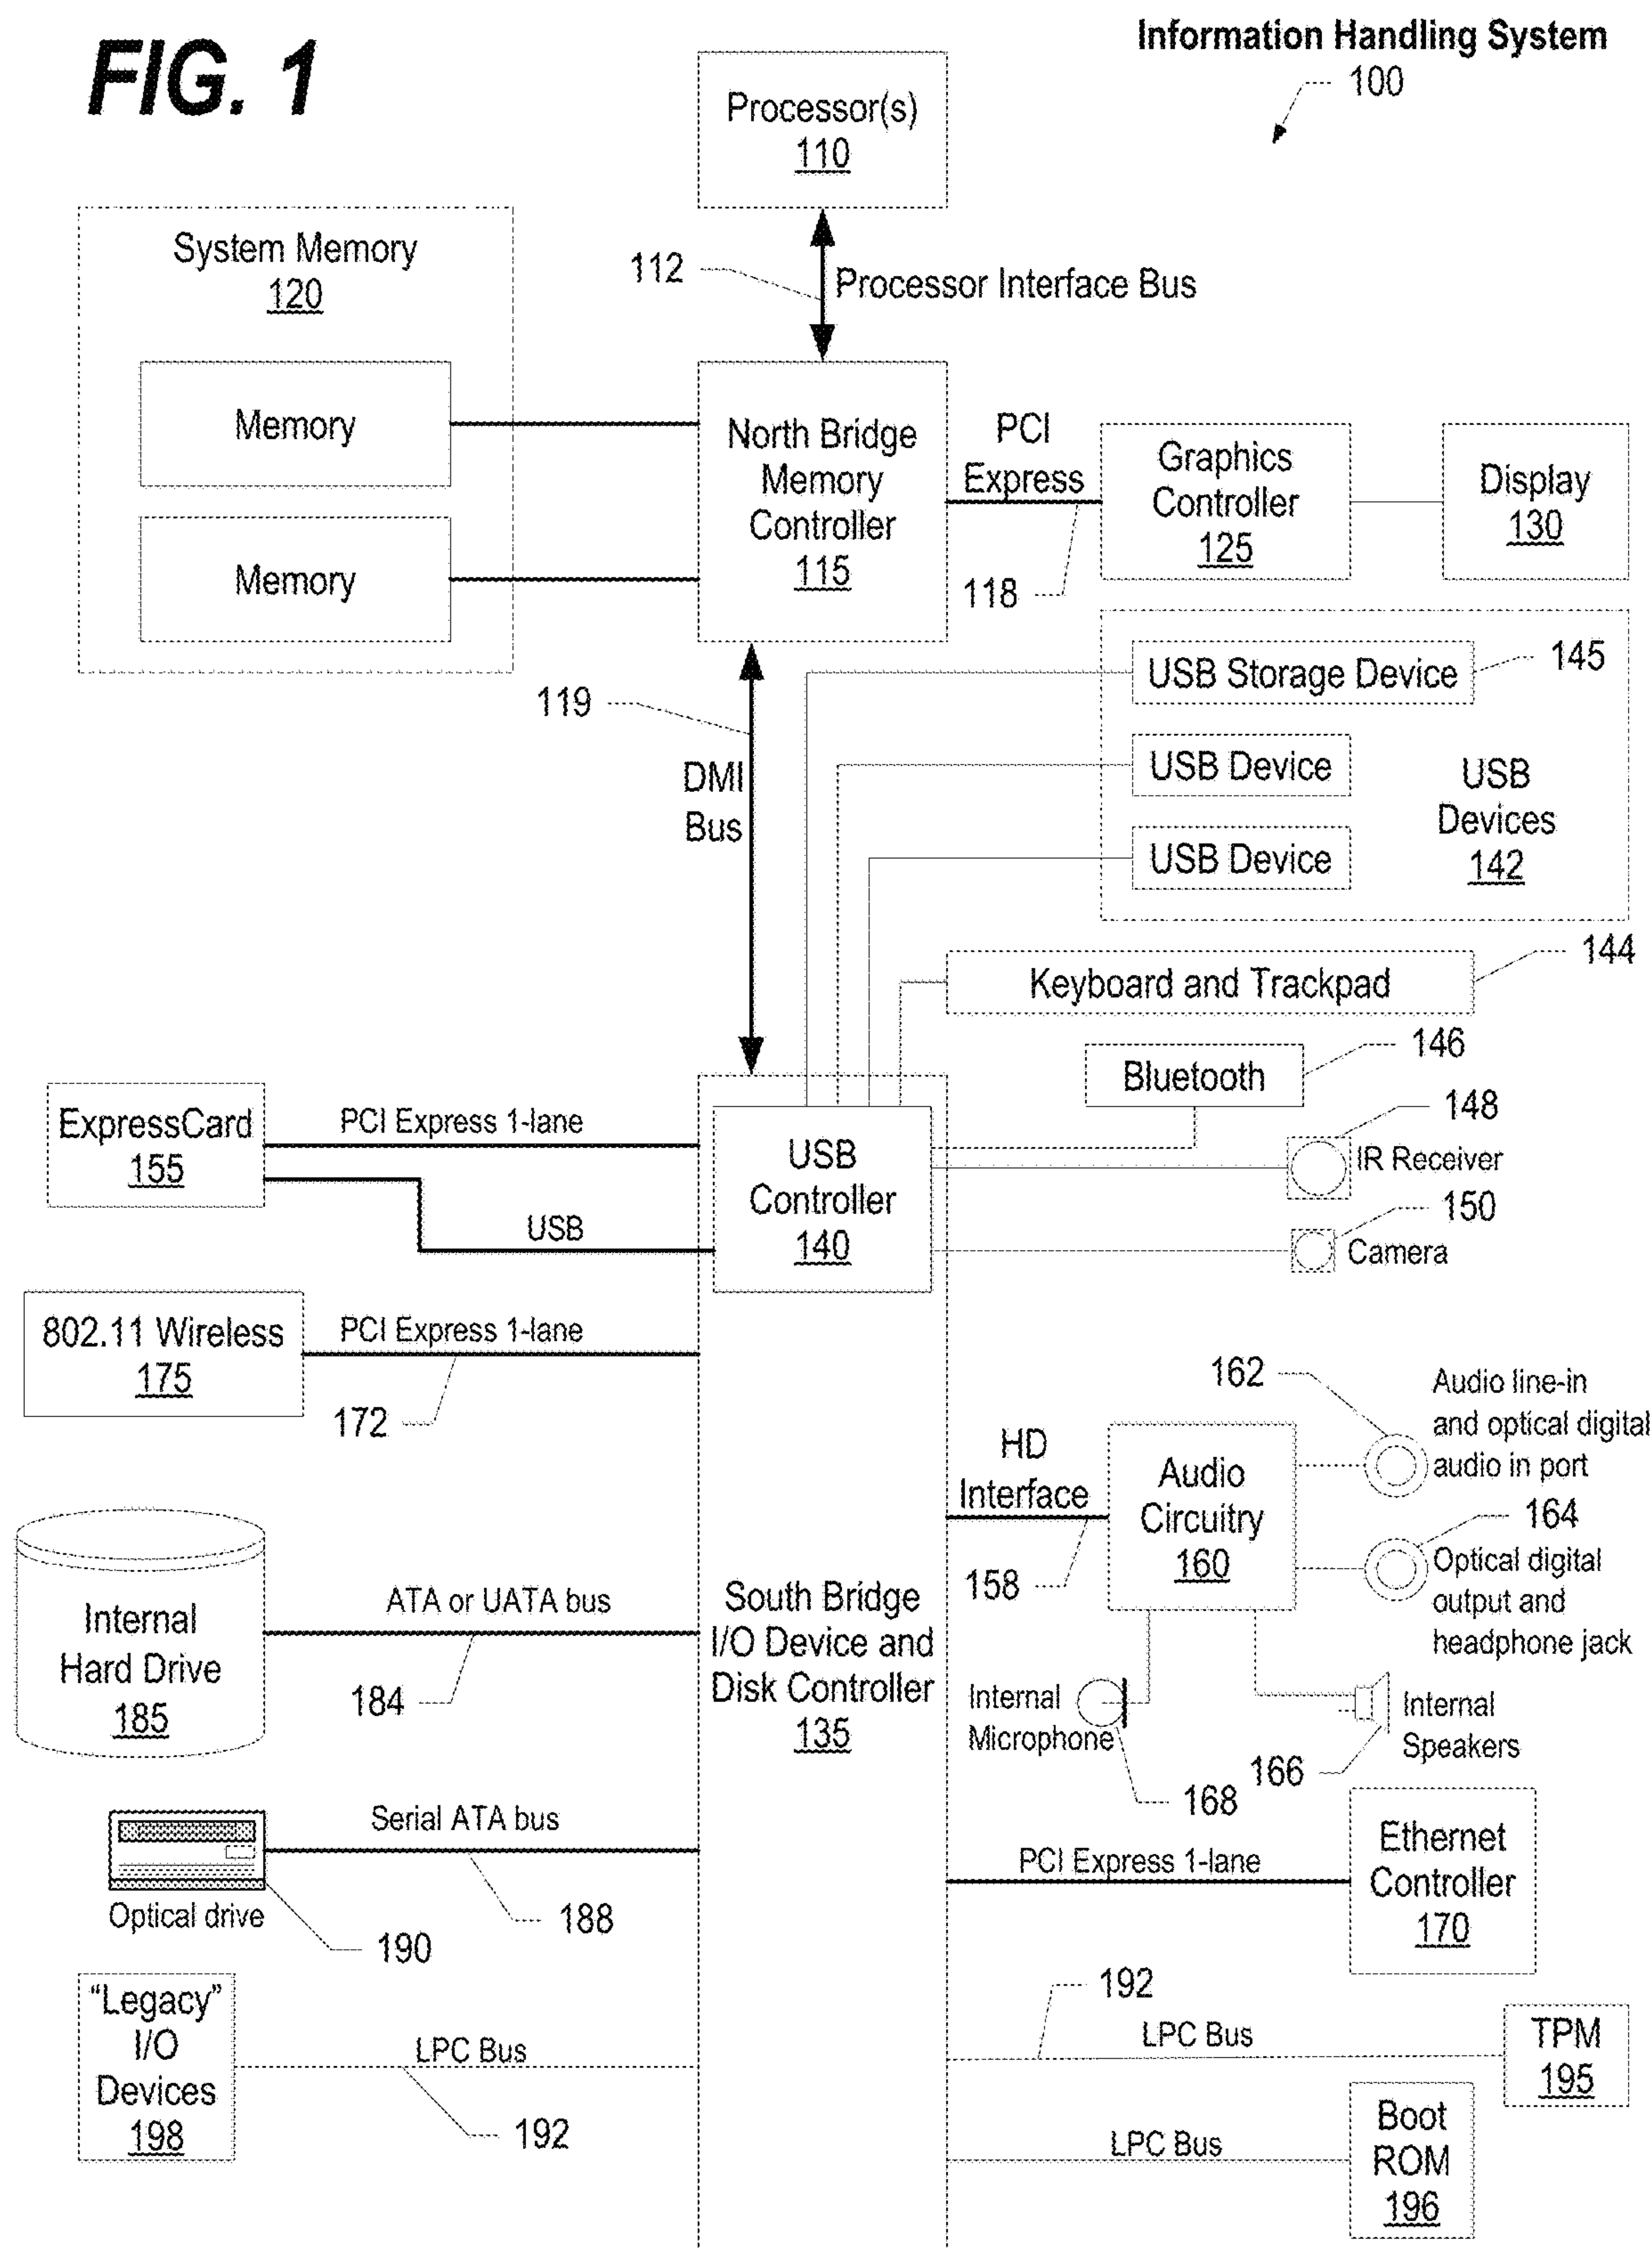 FIG. 1
Information Handling System
100
Processor(s)
110
System Memory
120
112
Processor Interface Bus
Memory
Memory
North Bridge
Memory
Controller
115
PCI
Express
118
Graphics
Controller
125
Display
130
119
DMI
Bus
USB Storage Device
145
USB Device
USB Device
USB
Devices
142
Keyboard and Trackpad
144
Bluetooth
146
148
IR Receiver
150
Camera
ExpressCard
155
PCI Express 1-lane
USB
USB
Controller
140
802.11 Wireless
175
PCI Express 1-lane
172
162
Audio line-in
and optical digital
audio in port
HD
Interface
158
Audio
Circuitry
160
164
Optical digital
output and
headphone jack
Internal
Hard Drive
185
ATA or UATA bus
184
South Bridge
I/O Device and
Disk Controller
135
Internal
Microphone
168
Internal
Speakers
166
Serial ATA bus
188
Optical drive
190
PCI Express 1-lane
Ethernet
Controller
170
"Legacy"
I/O
Devices
198
LPC Bus
192
192
LPC Bus
TPM
195
LPC Bus
Boot
ROM
196